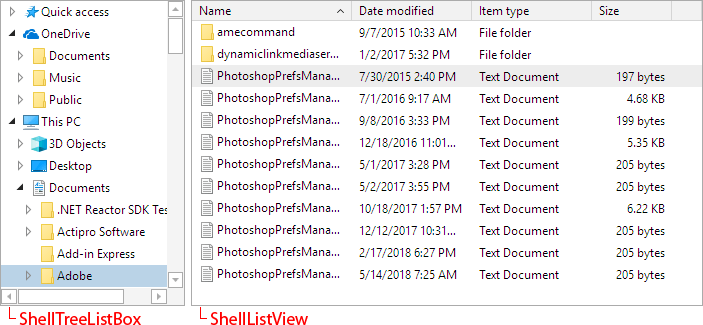 Quick access
OneDrive
Documents
Music
Public
This PC
3D Objects
Desktop
Documents
.NET Reactor SDK Tes
Actipro Software
Add-in Express
Adobe
ShellTreeListBox
Name Date modified Item type Size
amecommand 9/7/2015 10:33 AM File folder
dynamiclinkmediaser... 1/2/2017 5:32 PM File folder
PhotoshopPrefsMana... 7/30/2015 2:40 PM Text Document 197 bytes
PhotoshopPrefsMana... 7/1/2016 9:17 AM Text Document 4.68 KB
PhotoshopPrefsMana... 9/8/2016 3:33 PM Text Document 199 bytes
PhotoshopPrefsMana... 12/18/2016 11:01... Text Document 5.35 KB
PhotoshopPrefsMana... 5/1/2017 3:28 PM Text Document 205 bytes
PhotoshopPrefsMana... 5/2/2017 3:55 PM Text Document 205 bytes
PhotoshopPrefsMana... 10/18/2017 1:57 PM Text Document 6.22 KB
PhotoshopPrefsMana... 12/12/2017 10:31... Text Document 205 bytes
PhotoshopPrefsMana... 2/17/2018 6:27 PM Text Document 205 bytes
PhotoshopPrefsMana... 5/14/2018 7:25 AM Text Document 205 bytes
ShellListView